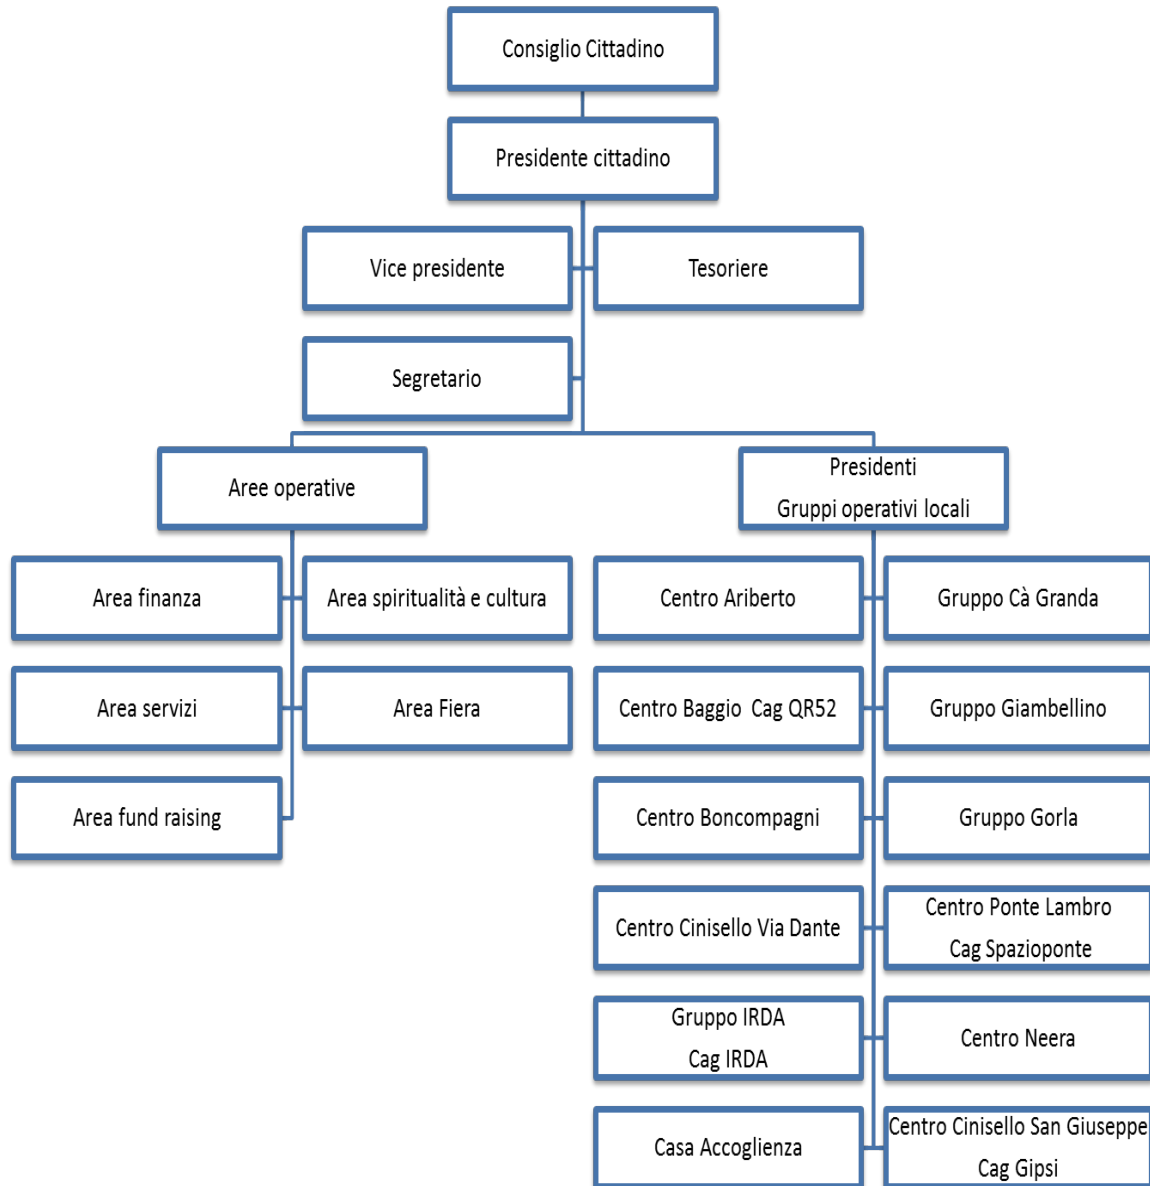 Consiglio Cittadino
Presidente cittadino
Vice presidente
Tesoriere
Segretario
Aree operative
Presidenti
Gruppi operativi locali
Area finanza
Area spiritualità e cultura
Area servizi
Area Fiera
Area fund raising
Centro Ariberto
Gruppo Cà Granda
Centro Baggio Cag QR52
Gruppo Giambellino
Centro Boncompagni
Gruppo Gorla
Centro Cinisello Via Dante
Centro Ponte Lambro
Cag Spazioponte
Gruppo IRDA
Cag IRDA
Centro Neera
Casa Accoglienza
Centro Cinisello San Giuseppe
Cag Gipsi